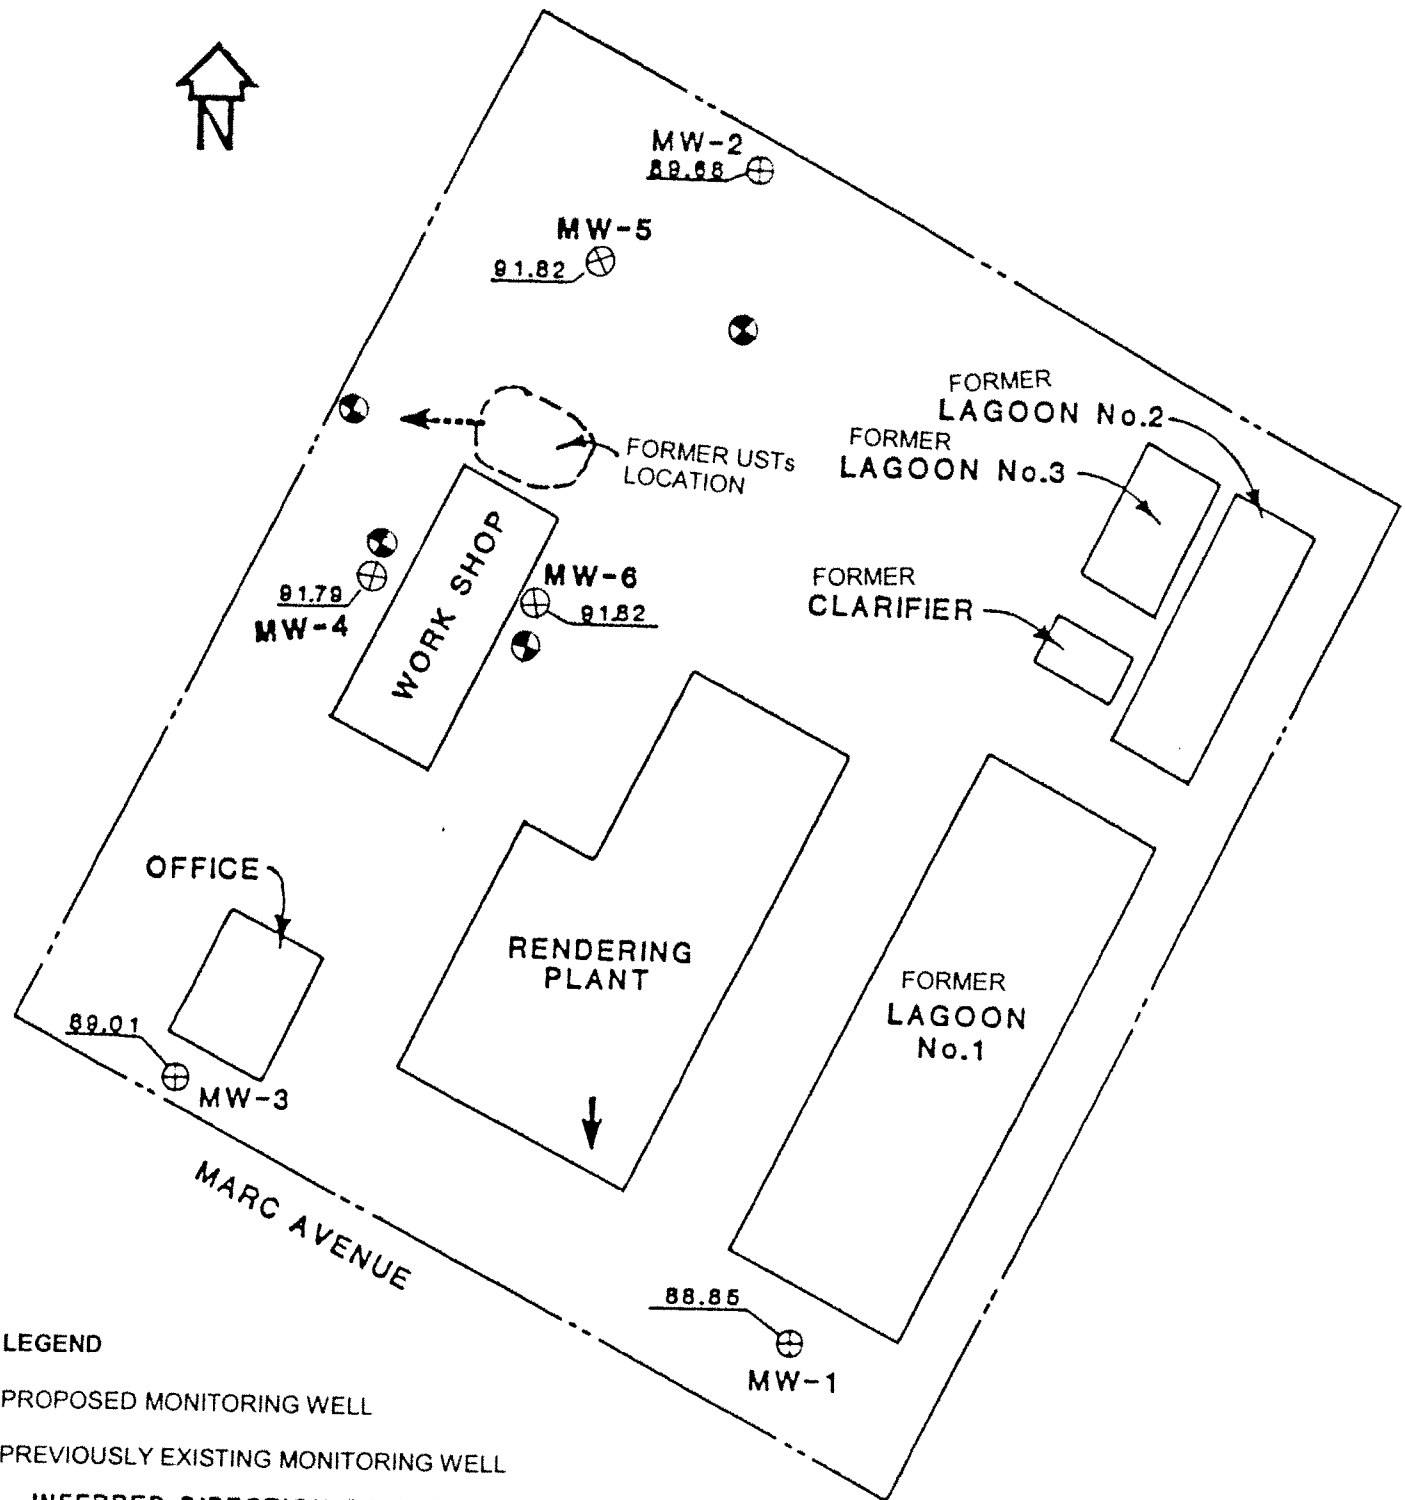 N
MW-2
89.68
MW-5
91.82
FORMER
LAGOON No.2
FORMER
LAGOON No.3
FORMER USTs
LOCATION
WORK SHOP
MW-6
91.82
91.79
MW-4
FORMER
CLARIFIER
OFFICE
RENDERING
PLANT
FORMER
LAGOON
No.1
89.01
MW-3
MARC AVENUE
88.85
MW-1
LEGEND
PROPOSED MONITORING WELL
PREVIOUSLY EXISTING MONITORING WELL
INFERRED DIRECTION